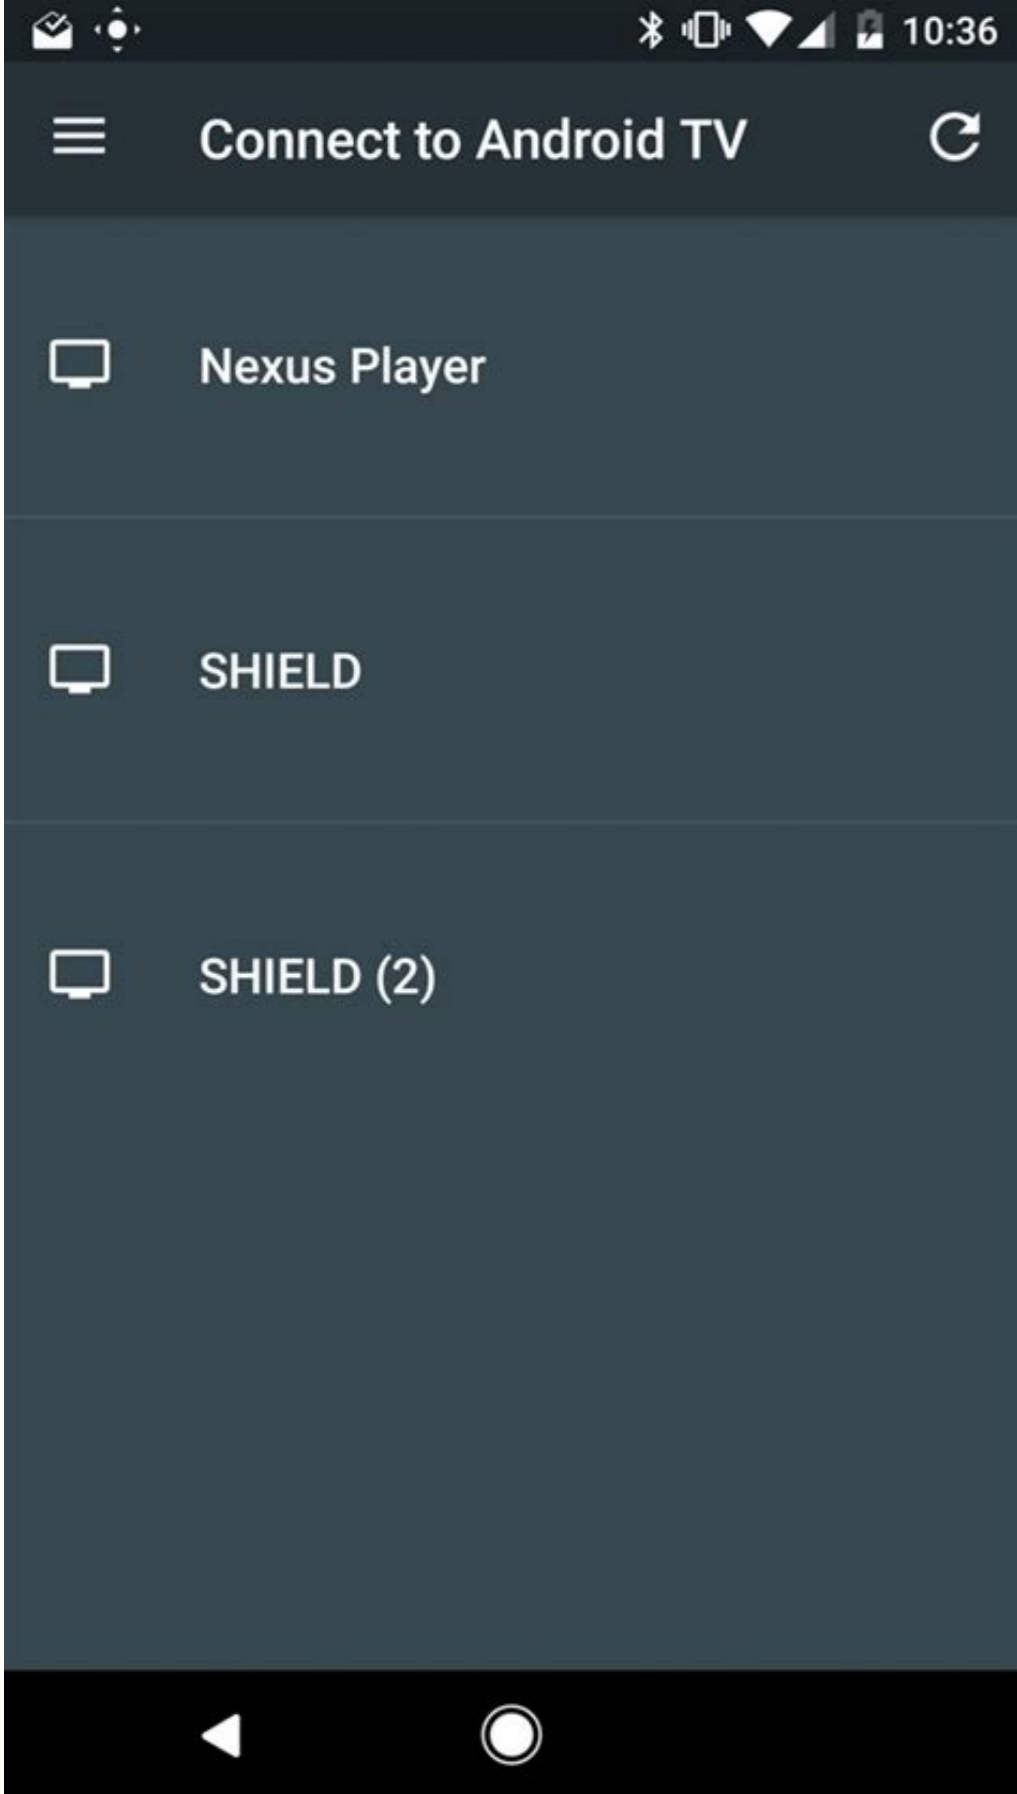 10:36
Connect to Android TV
Nexus Player
SHIELD
SHIELD (2)